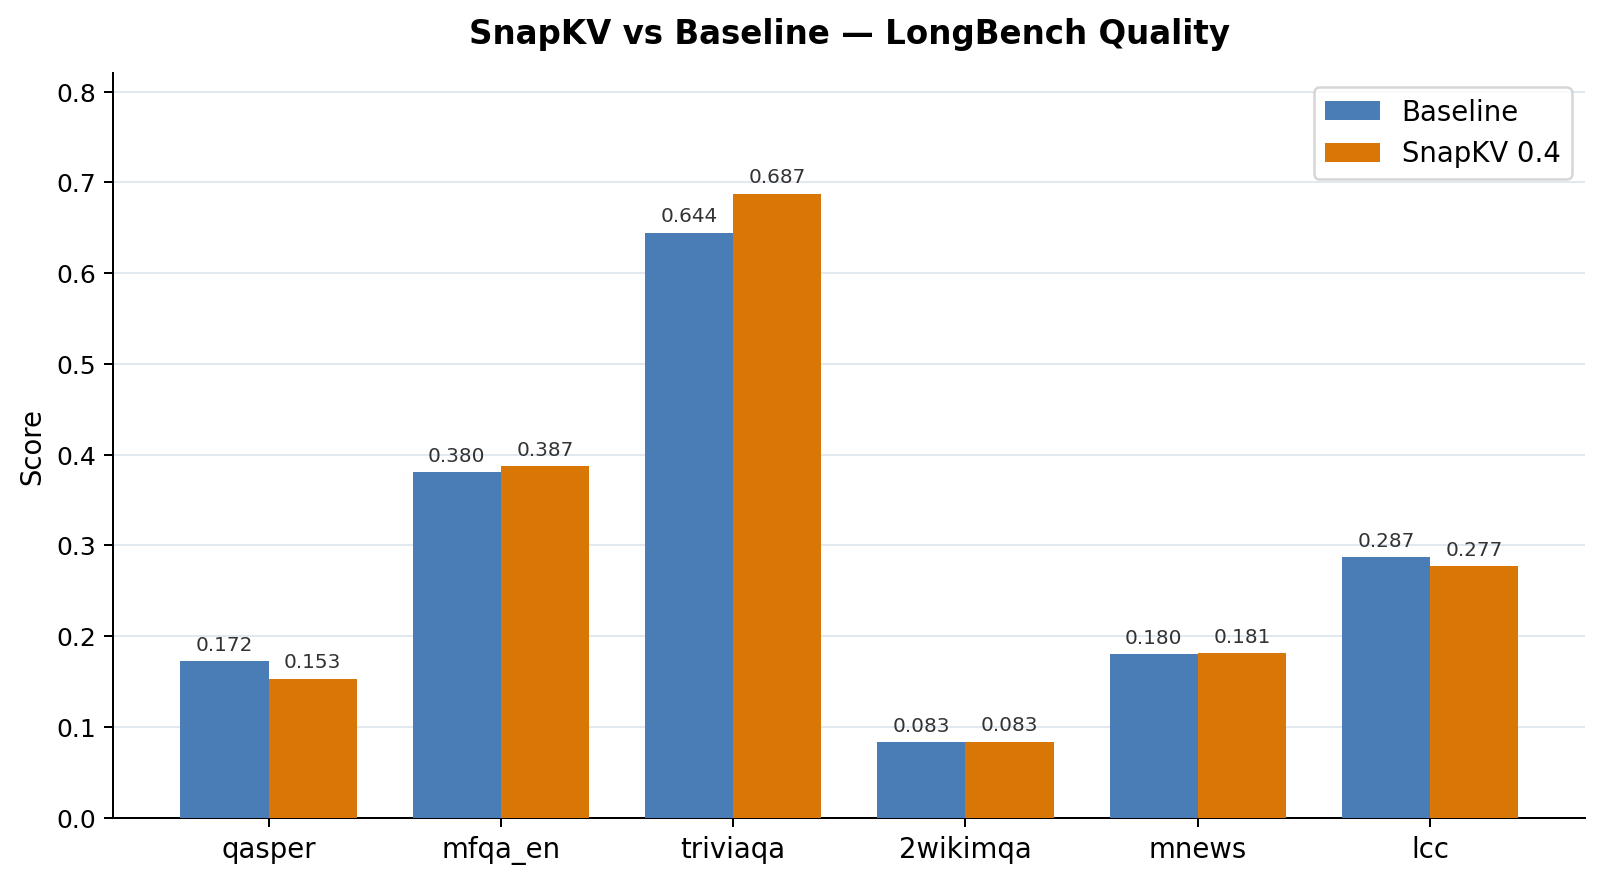 SnapKV vs Baseline — LongBench Quality
Score
0.8
0.7
0.6
0.5
0.4
0.3
0.2
0.1
0.0
Baseline
SnapKV 0.4
0.172
0.153
0.380
0.387
0.644
0.687
0.083
0.083
0.180
0.181
0.287
0.277
qasper
mfqa_en
triviaqa
2wikimqa
mnews
lcc